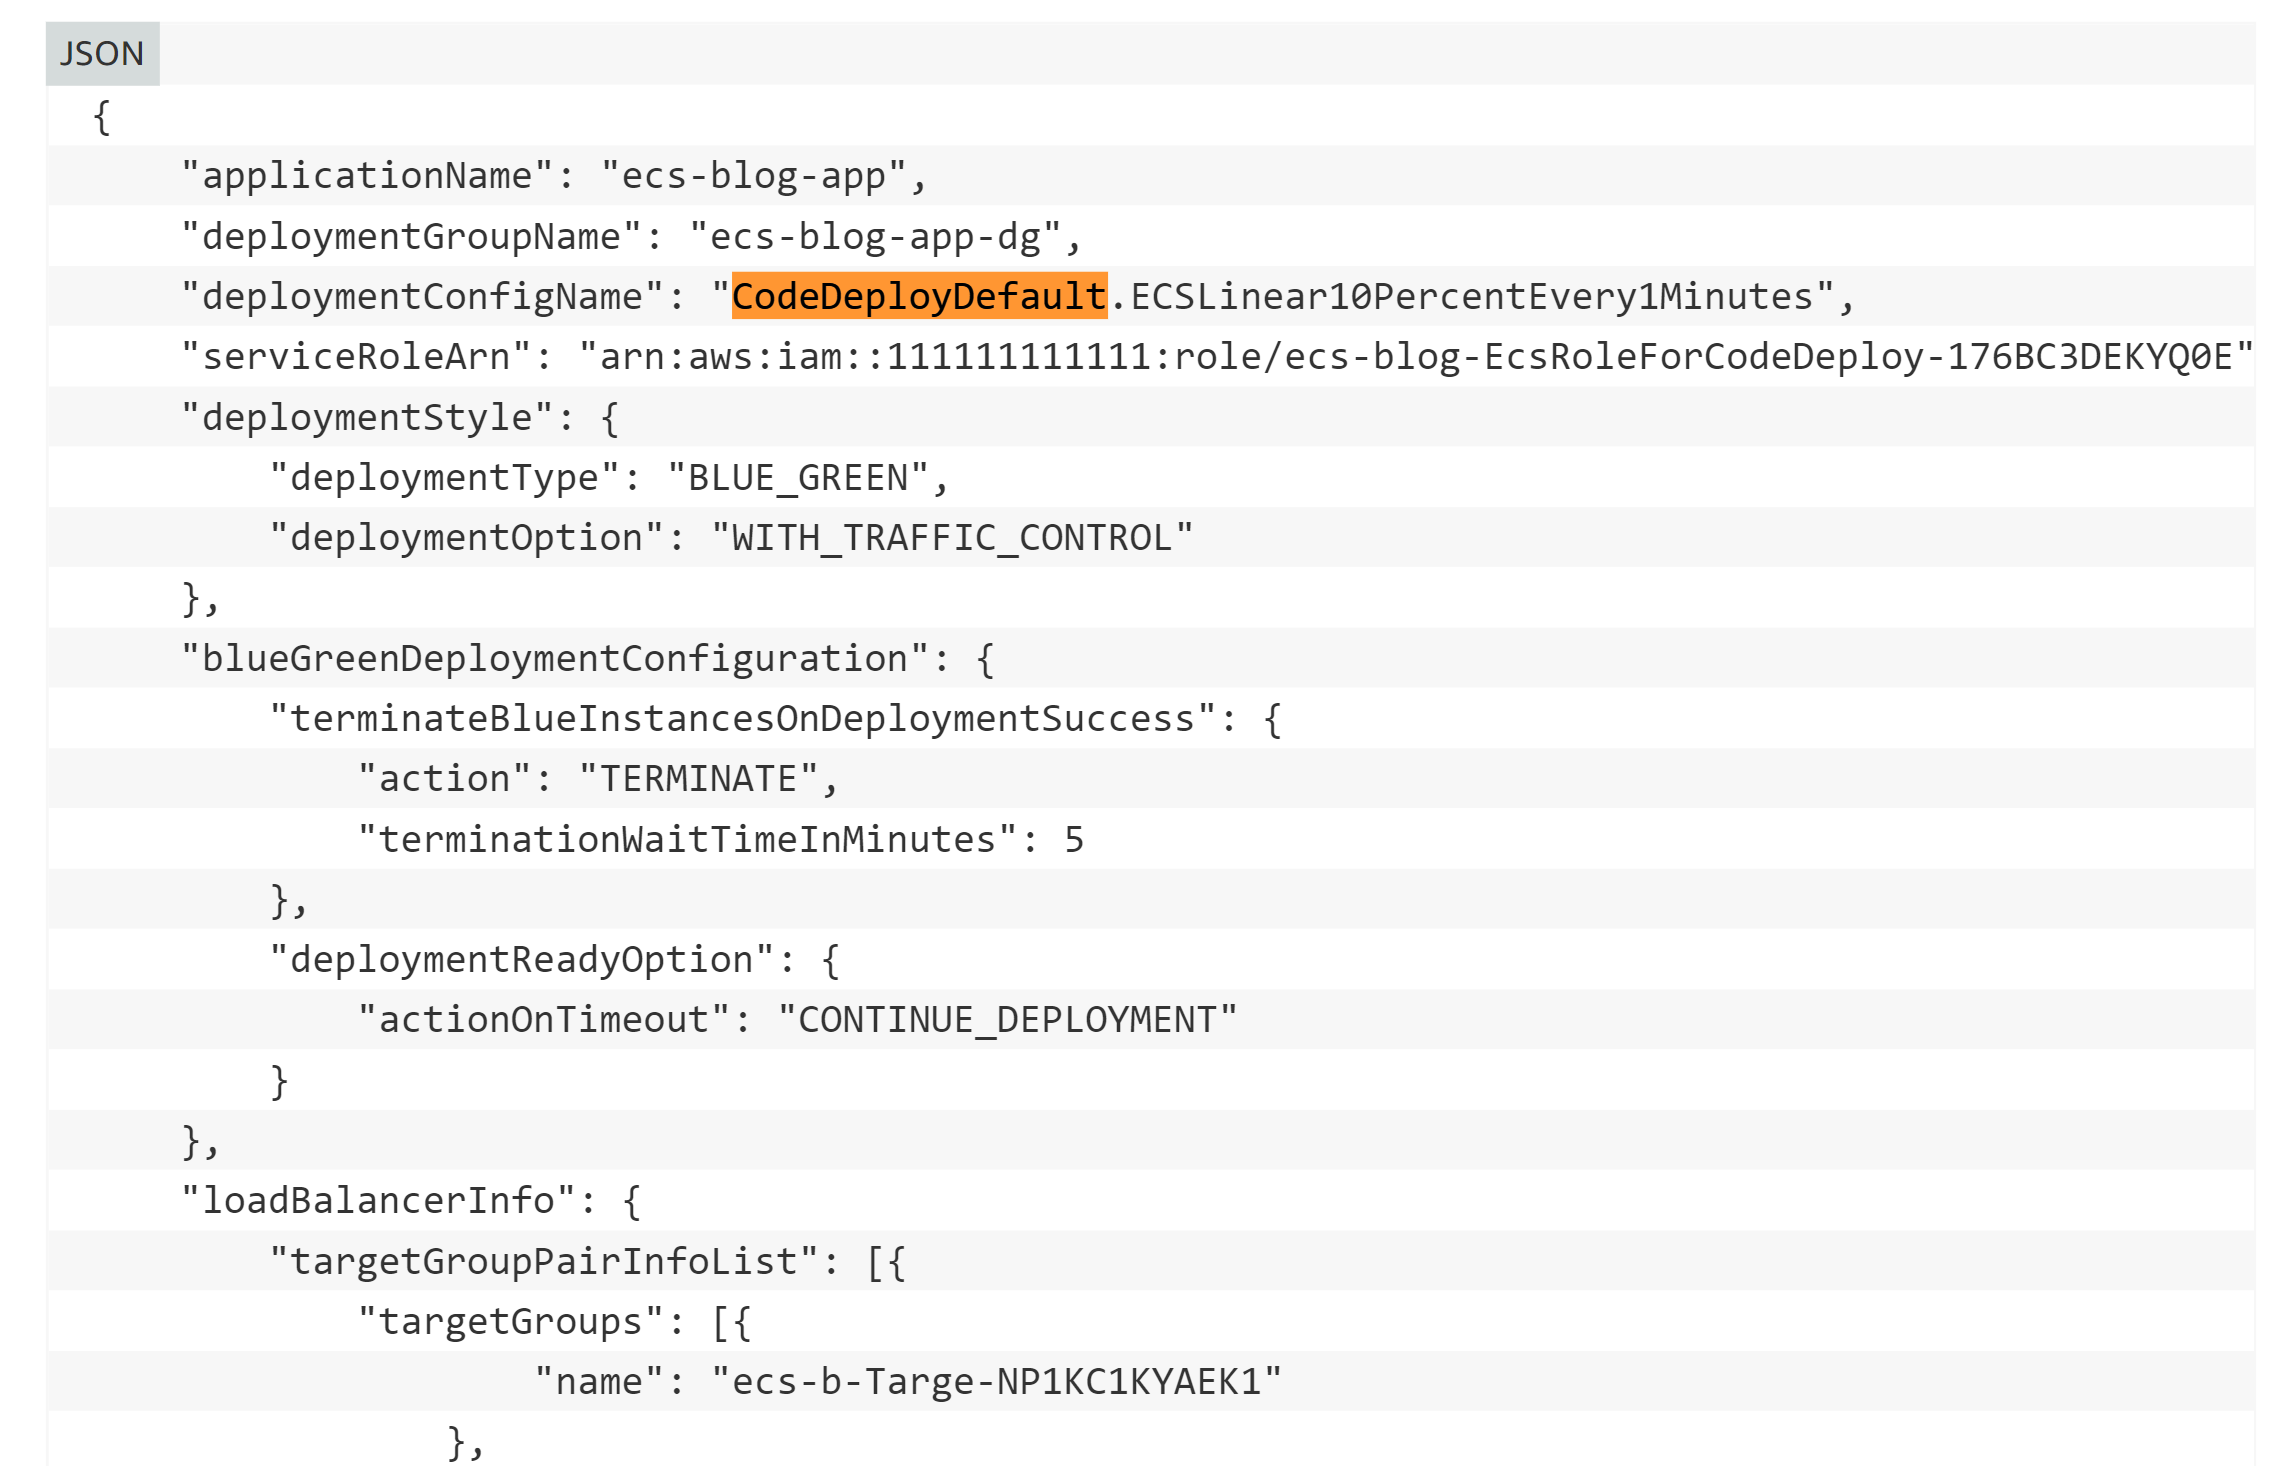 JSON
{
"applicationName": "ecs-blog-app",
"deploymentGroupName": "ecs-blog-app-dg",
"deploymentConfigName": "CodeDeployDefault.ECSLinear10PercentEvery1Minutes",
"serviceRoleArn": "arn:aws:iam::111111111111:role/ecs-blog-EcsRoleForCodeDeploy-176BC3DEKYQ0E"
"deploymentStyle": {
"deploymentType": "BLUE_GREEN",
"deploymentOption": "WITH_TRAFFIC_CONTROL"
},
"blueGreenDeploymentConfiguration": {
"terminateBlueInstancesOnDeploymentSuccess": {
"action": "TERMINATE",
"terminationWaitTimeInMinutes": 5
},
"deploymentReadyOption": {
"actionOnTimeout": "CONTINUE_DEPLOYMENT"
}
},
"loadBalancerInfo": {
"targetGroupPairInfoList": [{
"targetGroups": [{
"name": "ecs-b-Targe-NP1KC1KYAEK1"
},